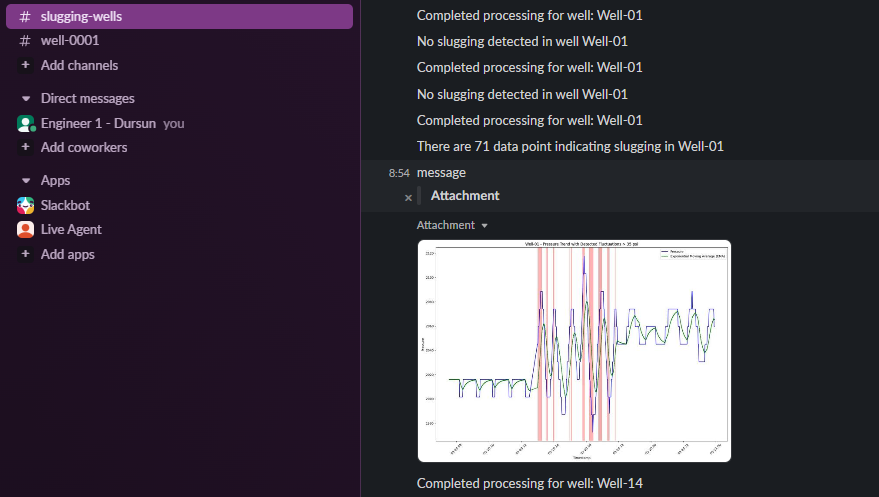 # slugging-wells
# well-0001
+ Add channels
Direct messages
Engineer 1 - Dursun you
+ Add coworkers
Apps
Slackbot
Live Agent
+ Add apps
Completed processing for well: Well-01
No slugging detected in well Well-01
Completed processing for well: Well-01
No slugging detected in well Well-01
Completed processing for well: Well-01
There are 71 data point indicating slugging in Well-01
8:54 message
x Attachment
Attachment
Well-01 - Pressure Trend with Detected Fluctuations > 35 psi
Pressure
Exponential Moving Average (EMA)
Pressure
Timestamp
Completed processing for well: Well-14